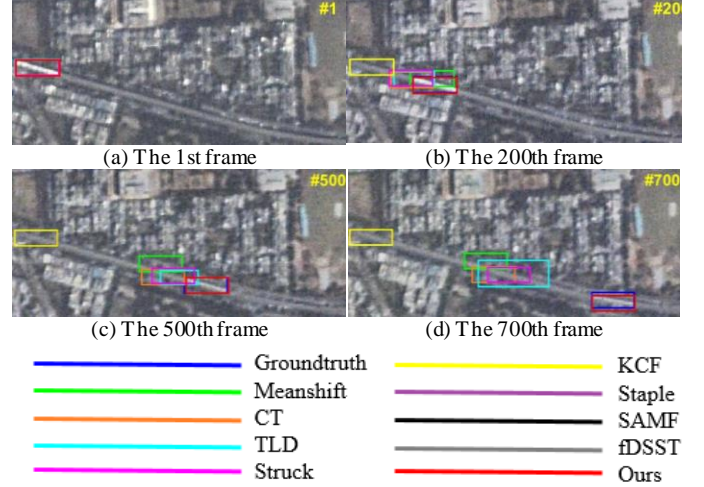 #1
#20
(a) The 1st frame
(b) The 200th frame
#500
#700
(c) The 500th frame
(d) The 700th frame
Groundtruth
Meanshift
CT
TLD
Struck
KCF
Staple
SAMF
fDSST
Ours